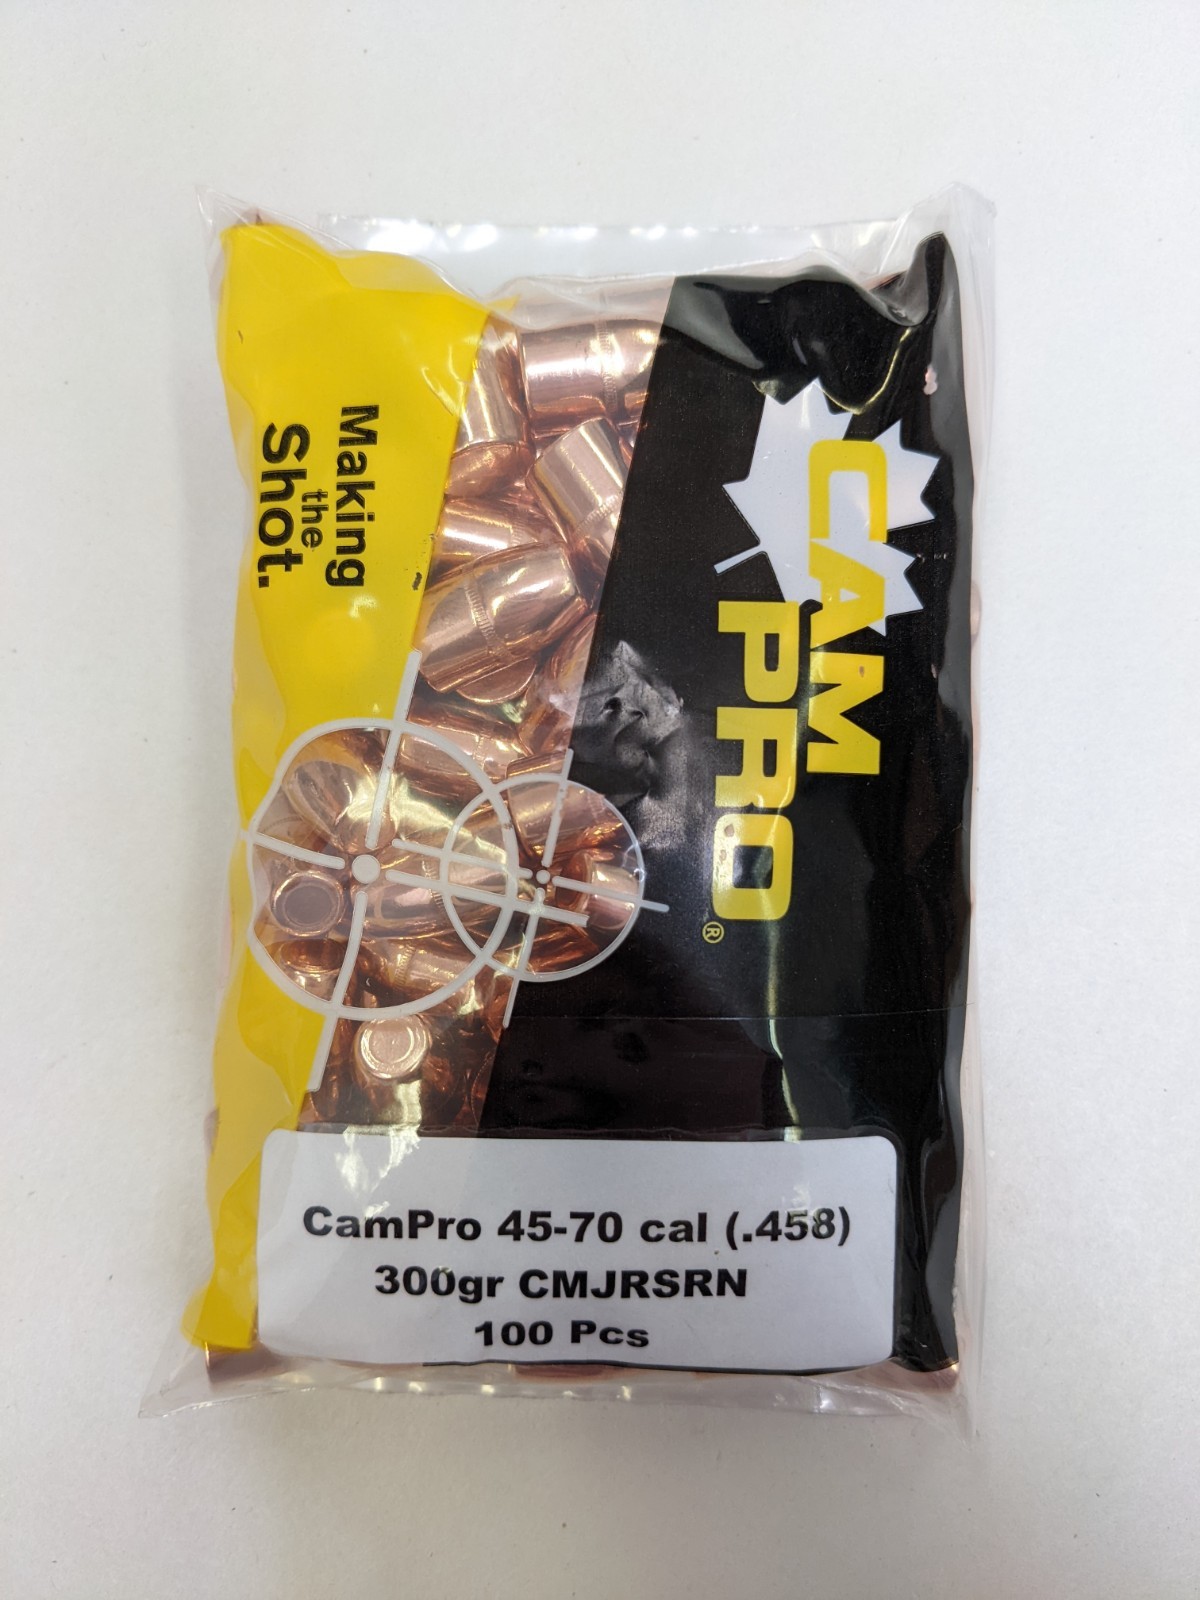 Making
the
Shot.
CAM
PRO®
CamPro 45-70 cal (.458)
300gr CMJRSRN
100 Pcs